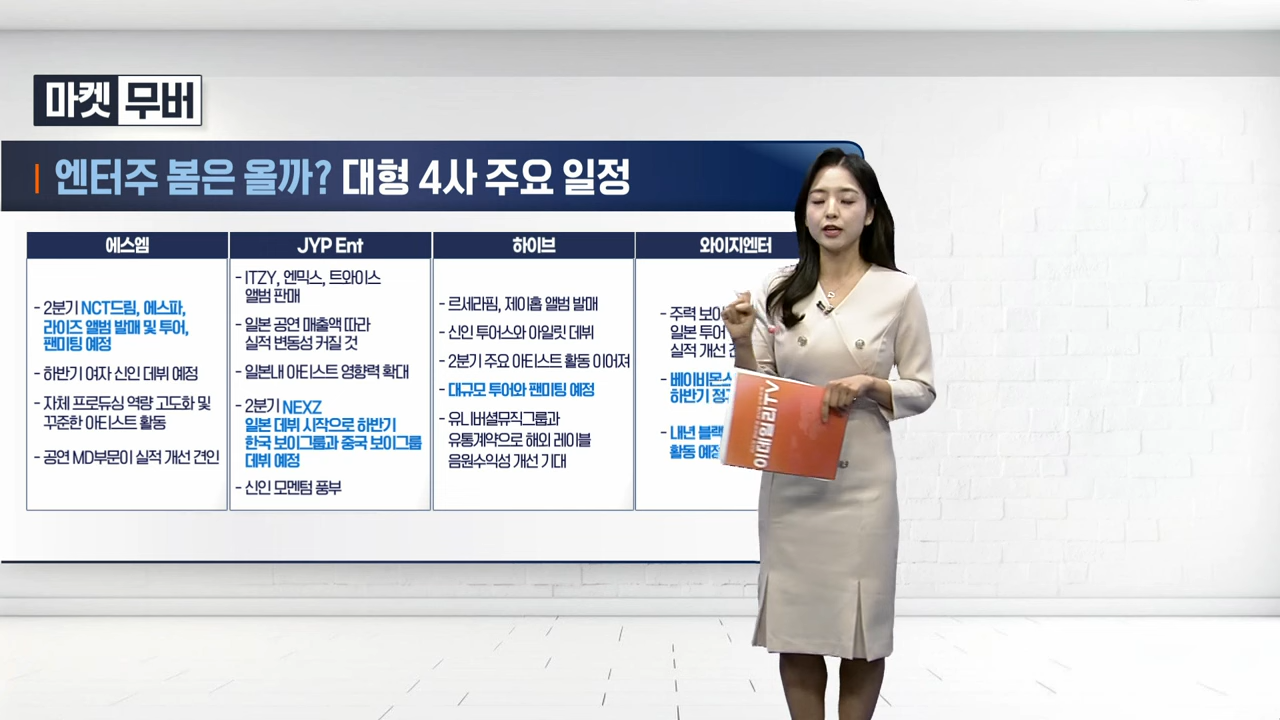 마켓 무버
엔터주 봄은 올까? 대형 4사 주요 일정
에스엠
- 2분기 NCT드림, 에스파,
라이즈 앨범 발매 및 투어,
팬미팅 예정
- 하반기 여자 신인 데뷔 예정
- 자체 프로듀싱 역량 고도화 및
꾸준한 아티스트 활동
- 공연 MD부문이 실적 개선 견인
JYP Ent
- ITZY, 엔믹스, 트와이스
앨범 판매
- 일본 공연 매출액 따라
실적 변동성 커질 것
- 일본내 아티스트 영향력 확대
- 2분기 NEXZ
일본 데뷔 시작으로 하반기
한국 보이그룹과 중국 보이그룹
데뷔 예정
- 신인 모멘텀 풍부
하이브
- 르세라핌, 제이홉 앨범 발매
- 신인 투어스와 아일릿 데뷔
- 2분기 주요 아티스트 활동 이어져
- 대규모 투어와 팬미팅 예정
- 유니버셜뮤직그룹과
유통계약으로 해외 레이블
음원수익성 개선 기대
와이지엔터
- 주력 보이
일본 투어
실적 개선
- 베이비몬스
하반기 정
- 내년 블랙
활동 예정
이데일리TV